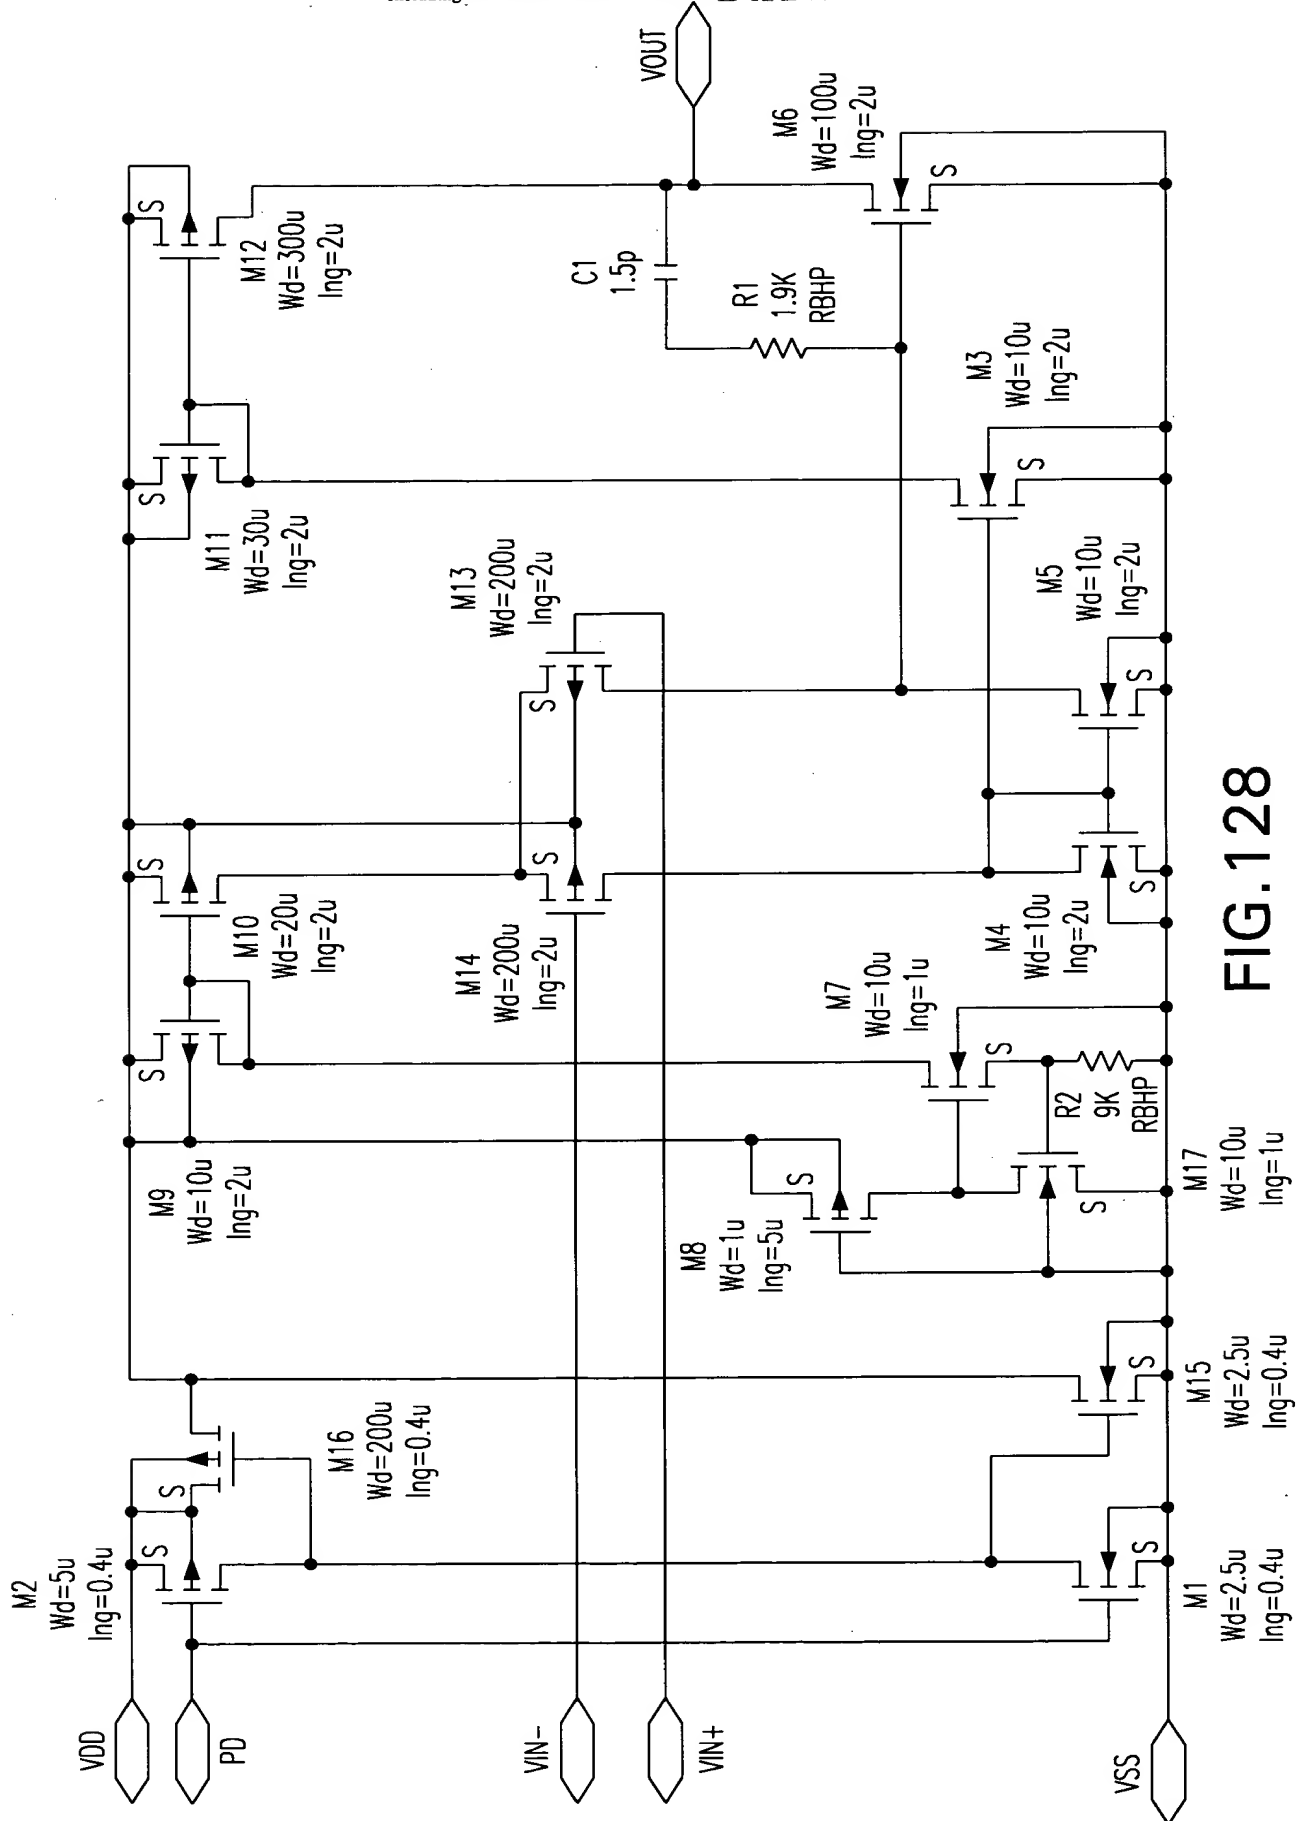 VDD
PD
VIN-
VIN+
VSS
VOUT
M2
Wd=5u
lng=0.4u
S
M16
Wd=200u
lng=0.4u
S
M1
Wd=2.5u
lng=0.4u
S
M15
Wd=2.5u
lng=0.4u
S
M9
Wd=10u
lng=2u
S
M8
Wd=1u
lng=5u
S
M17
Wd=10u
lng=1u
S
M7
Wd=10u
lng=1u
S
R2
9K
RBHP
M10
Wd=20u
lng=2u
S
M14
Wd=200u
lng=2u
S
M13
Wd=200u
lng=2u
S
M4
Wd=10u
lng=2u
S
M5
Wd=10u
lng=2u
S
M11
Wd=30u
lng=2u
S
M3
Wd=10u
lng=2u
S
M12
Wd=300u
lng=2u
S
C1
1.5p
R1
1.9K
RBHP
M6
Wd=100u
lng=2u
S
FIG.128